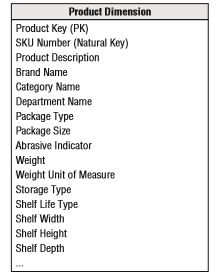 Product Dimension
Product Key (PK)
SKU Number (Natural Key)
Product Description
Brand Name
Category Name
Department Name
Package Type
Package Size
Abrasive Indicator
Weight
Weight Unit of Measure
Storage Type
Shelf Life Type
Shelf Width
Shelf Height
Shelf Depth
...